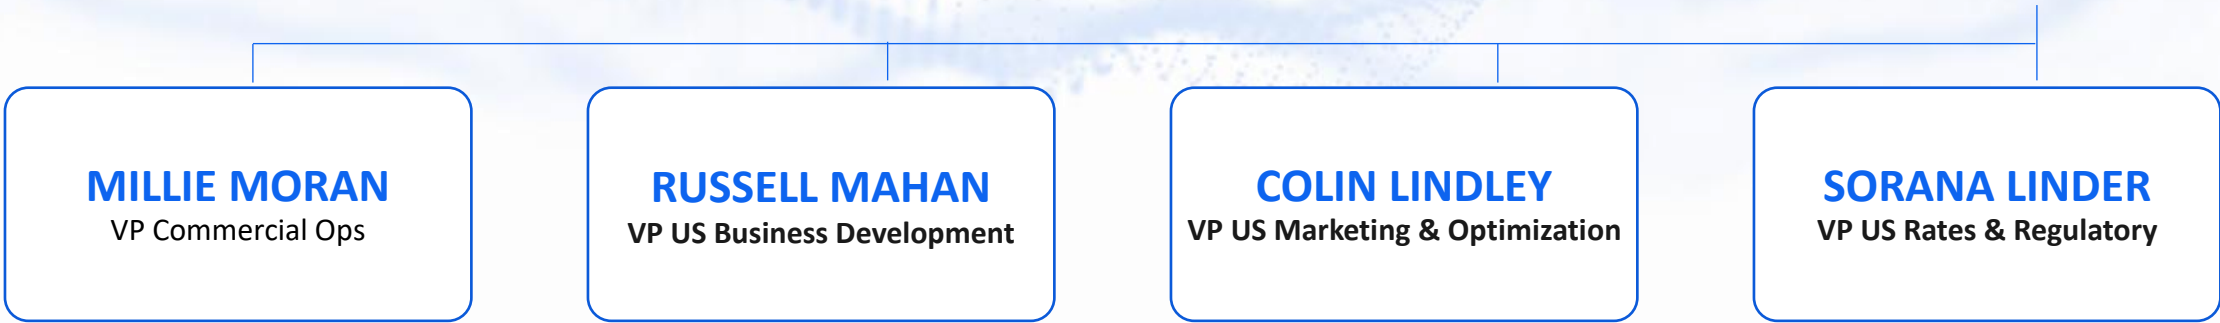 MILLIE MORAN
VP Commercial Ops
RUSSELL MAHAN
VP US Business Development
COLIN LINDLEY
VP US Marketing & Optimization
SORANA LINDER
VP US Rates & Regulatory